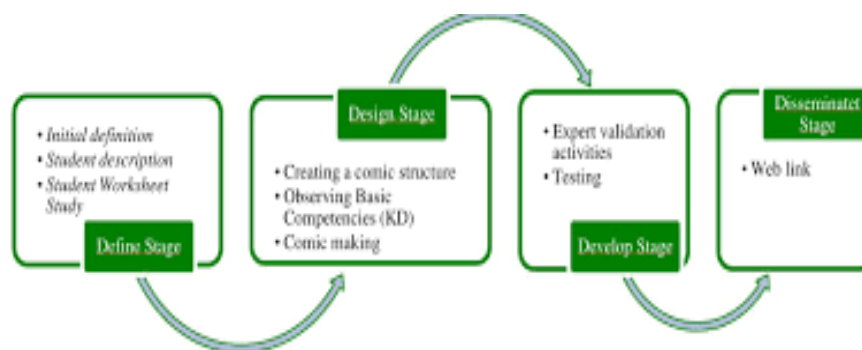 • Initial definition
• Student description
• Student Worksheet
Study
Define Stage
Design Stage
• Creating a comic structure
• Observing Basic
Competencies (KD)
• Comic making
• Expert validation
activities
• Testing
Develop Stage
Disseminatet
Stage
• Web link